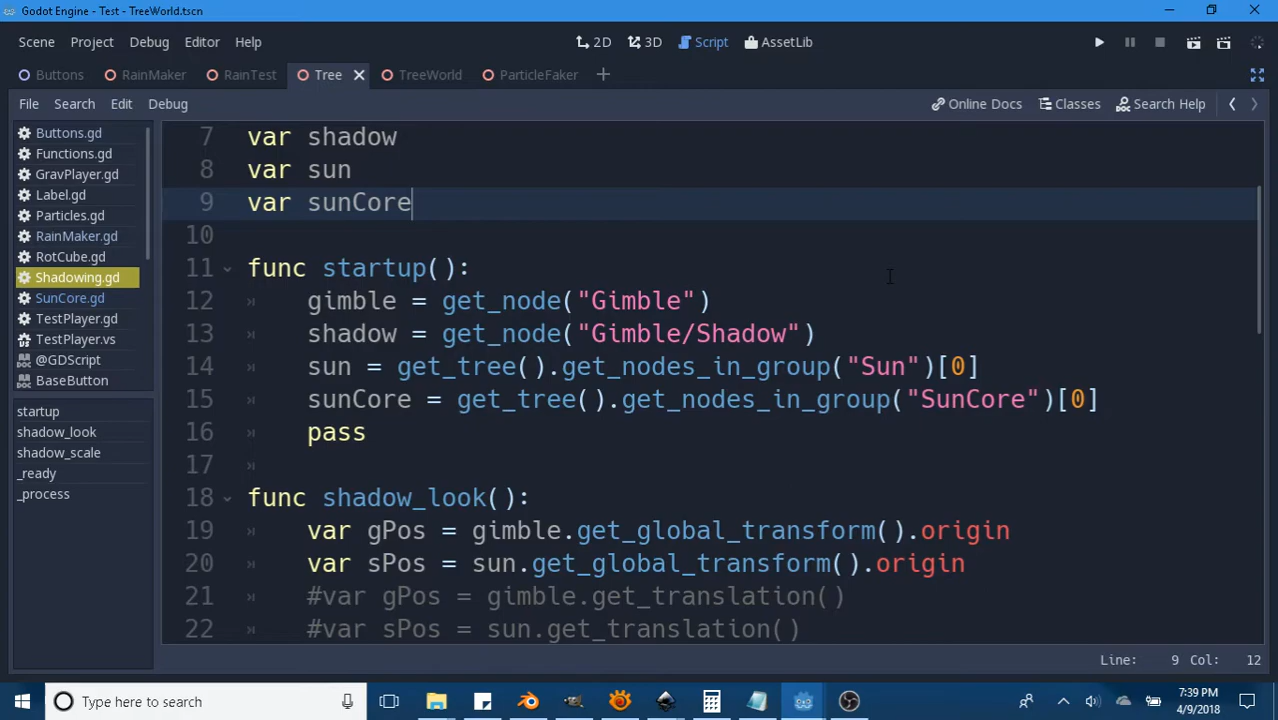 Godot Engine - Test - TreeWorld.tscn
Scene Project Debug Editor Help
2D 3D Script AssetLib
Buttons RainMaker RainTest Tree TreeWorld ParticleFaker
File Search Edit Debug
Online Docs Classes Search Help
Buttons.gd
Functions.gd
GravPlayer.gd
Label.gd
Particles.gd
RainMaker.gd
RotCube.gd
Shadowing.gd
SunCore.gd
TestPlayer.gd
TestPlayer.vs
@GDScript
BaseButton
startup
shadow_look
shadow_scale
_ready
_process
7 var shadow
8 var sun
9 var sunCore
10
11 func startup():
12 gimble = get_node("Gimble")
13 shadow = get_node("Gimble/Shadow")
14 sun = get_tree().get_nodes_in_group("Sun")[0]
15 sunCore = get_tree().get_nodes_in_group("SunCore")[0]
16 pass
17
18 func shadow_look():
19 var gPos = gimble.get_global_transform().origin
20 var sPos = sun.get_global_transform().origin
21 #var gPos = gimble.get_translation()
22 #var sPos = sun.get_translation()
Line: 9 Col: 12
Type here to search
7:39 PM
4/9/2018